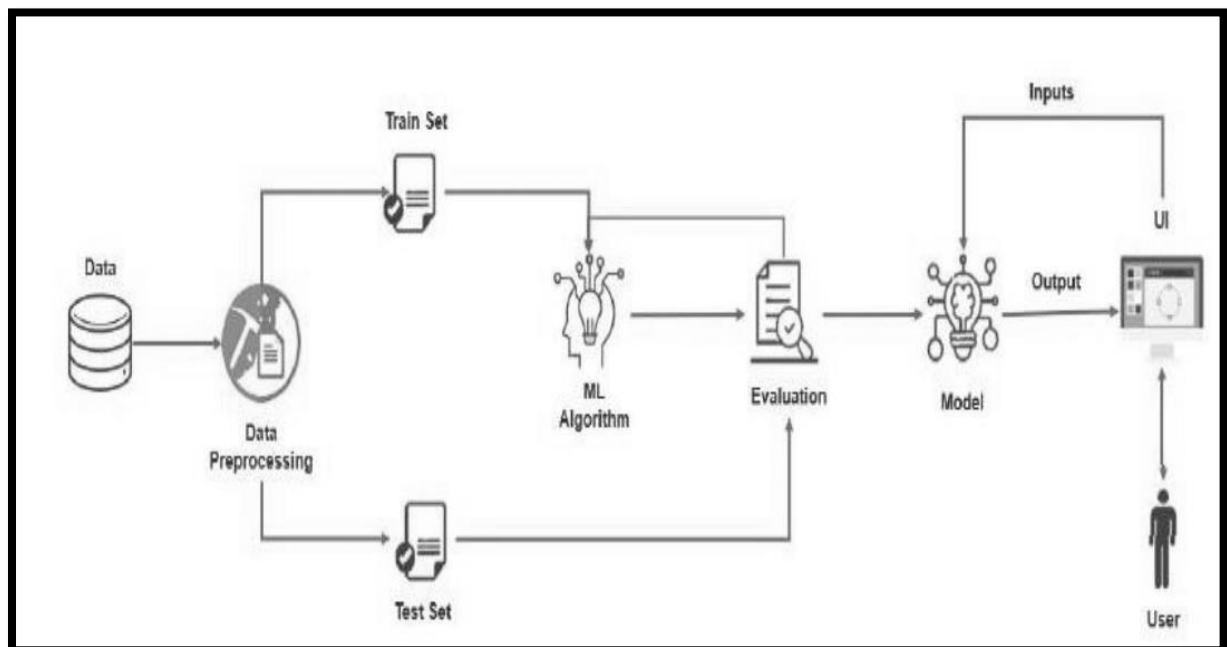 Inputs
Train Set
UI
Data
Output
ML
Algorithm
Evaluation
Model
Data
Preprocessing
Test Set
User